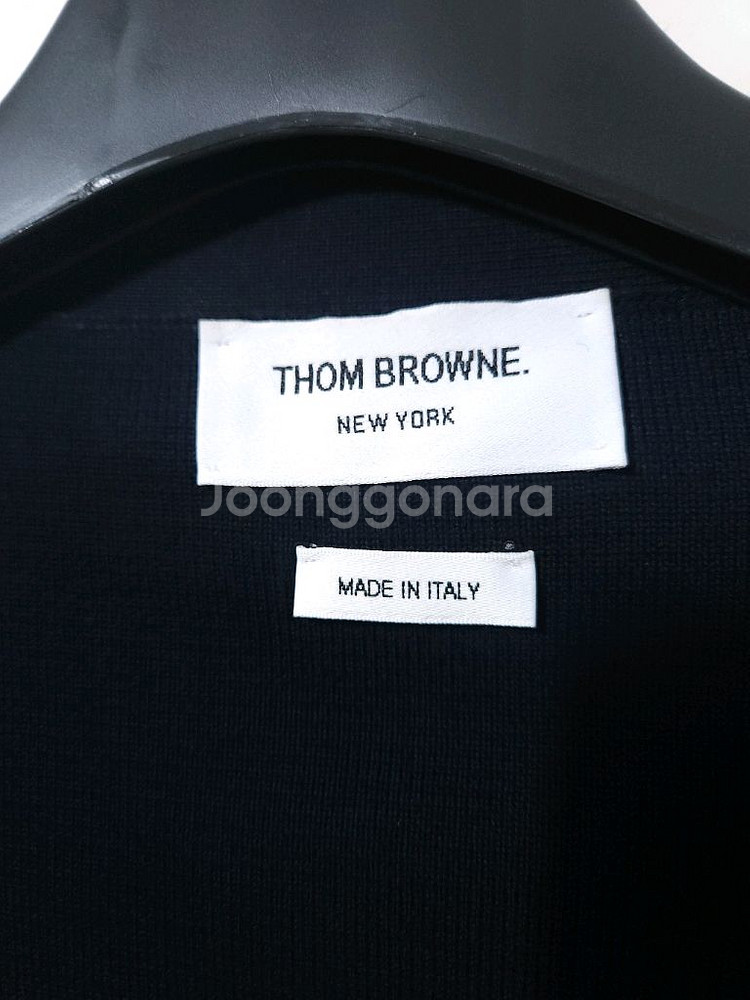 THOM BROWNE.
NEW YORK
Joonggonara
MADE IN ITALY